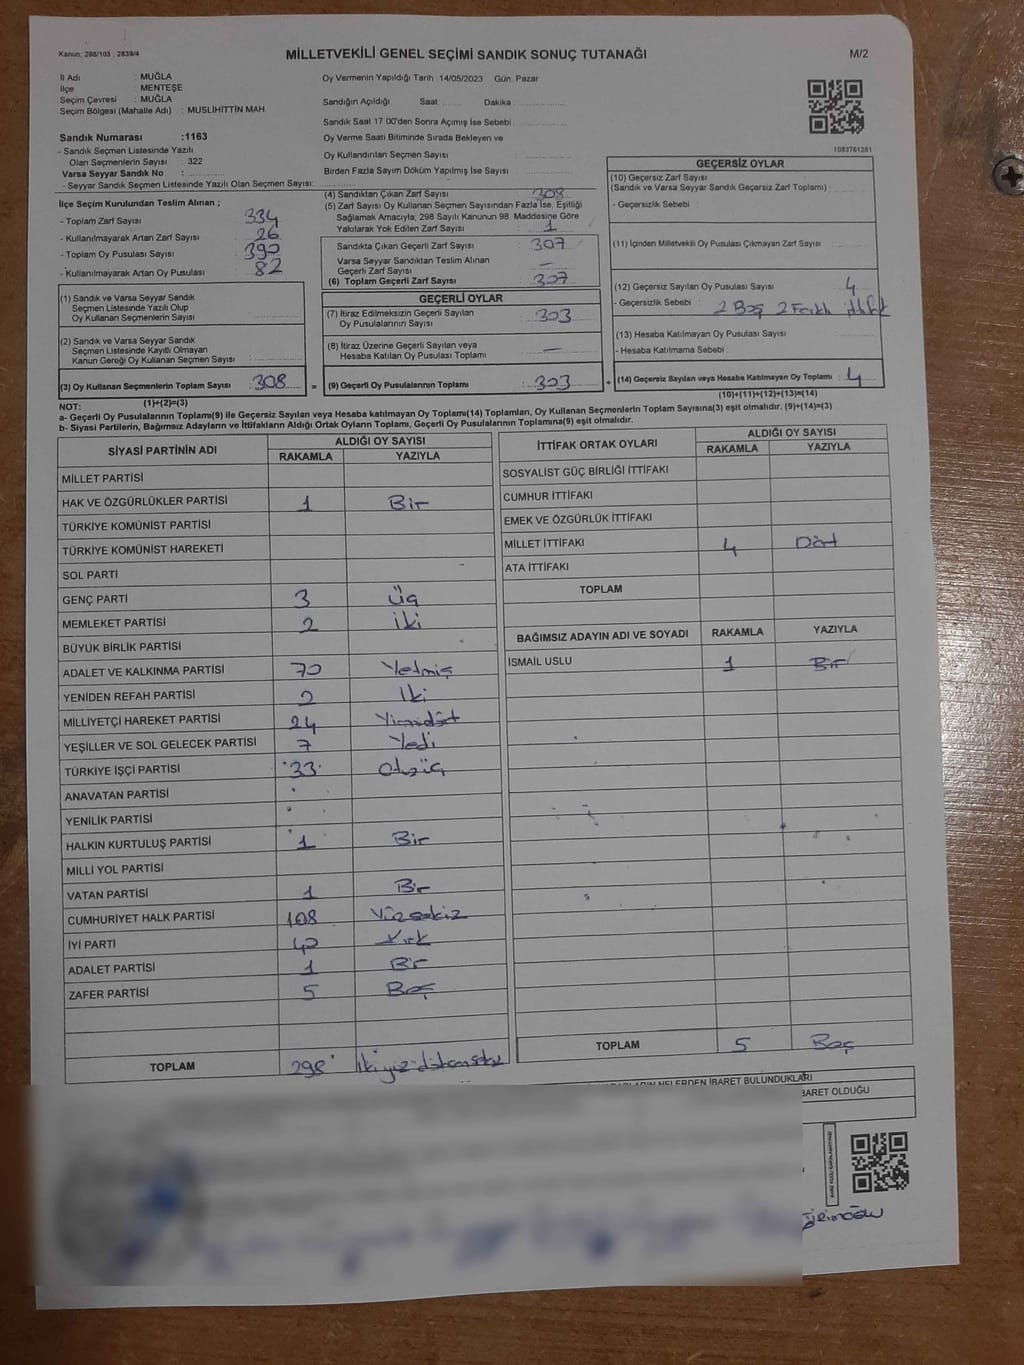 Kanun; 298/105 , 2839/4
MİLLETVEKİLİ GENEL SEÇİMİ SANDIK SONUÇ TUTANAĞI
M/2
İl Adı : MUĞLA
İlçe : MENTEŞE
Seçim Çevresi : MUĞLA
Seçim Bölgesi (Mahalle Adı) : MUSLİHİTTİN MAH
Sandık Numarası :1163
- Sandık Seçmen Listesinde Yazılı
Olan Seçmenlerin Sayısı : 322
Varsa Seyyar Sandık No :
- Seyyar Sandık Seçmen Listesinde Yazılı Olan Seçmen Sayısı:
Oy Vermenin Yapıldığı Tarih : 14/05/2023 Gün: Pazar
Sandığın Açıldığı Saat: Dakika :
Sandık Saat 17:00'den Sonra Açımış İse Sebebi :
Oy Verme Saati Bitiminde Sırada Bekleyen ve
Oy Kullandırılan Seçmen Sayısı :
Birden Fazla Sayım Döküm Yapılmış İse Sayısı :
1083761281
İlçe Seçim Kurulundan Teslim Alınan ;
- Toplam Zarf Sayısı : 334
- Kullanılmayarak Artan Zarf Sayısı : 26
- Toplam Oy Pusulası Sayısı : 390
- Kullanılmayarak Artan Oy Pusulası : 82
(4) Sandıktan Çıkan Zarf Sayısı : 308
(5) Zarf Sayısı Oy Kullanan Seçmen Sayısından Fazla İse, Eşitliği
Sağlamak Amacıyla; 298 Sayılı Kanunun 98. Maddesine Göre
Yakılarak Yok Edilen Zarf Sayısı : 1
Sandıkta Çıkan Geçerli Zarf Sayısı : 307
Varsa Seyyar Sandıktan Teslim Alınan
Geçerli Zarf Sayısı : —
(6) Toplam Geçerli Zarf Sayısı : 307
GEÇERSİZ OYLAR
(10) Geçersiz Zarf Sayısı
(Sandık ve Varsa Seyyar Sandık Geçersiz Zarf Toplamı) :
- Geçersizlik Sebebi :
(11) İçinden Milletvekili Oy Pusulası Çıkmayan Zarf Sayısı :
(12) Geçersiz Sayılan Oy Pusulası Sayısı : 4
- Geçersizlik Sebebi : 2 Boş 2 Farklı ittifak
(13) Hesaba Katılmayan Oy Pusulası Sayısı :
- Hesaba Katılmama Sebebi :
(14) Geçersiz Sayılan veya Hesaba Katılmayan Oy Toplamı : 4
(10)+(11)+(12)+(13)=(14)
(1) Sandık ve Varsa Seyyar Sandık
Seçmen Listesinde Yazılı Olup
Oy Kullanan Seçmenlerin Sayısı :
(2) Sandık ve Varsa Seyyar Sandık
Seçmen Listesinde Kayıtlı Olmayan
Kanun Gereği Oy Kullanan Seçmen Sayısı :
(3) Oy Kullanan Seçmenlerin Toplam Sayısı : 308 =
(1)+(2)=(3)
GEÇERLİ OYLAR
(7) İtiraz Edilmeksizin Geçerli Sayılan
Oy Pusulalarının Sayısı : 303
(8) İtiraz Üzerine Geçerli Sayılan veya
Hesaba Katılan Oy Pusulası Toplamı : —
(9) Geçerli Oy Pusulalarının Toplamı : 303 +
NOT:
a- Geçerli Oy Pusulalarının Toplamı(9) ile Geçersiz Sayılan veya Hesaba katılmayan Oy Toplamı(14) Toplamları, Oy Kullanan Seçmenlerin Toplam Sayısına(3) eşit olmalıdır. (9)+(14)=(3)
b- Siyasi Partilerin, Bağımsız Adayların ve İttifakların Aldığı Ortak Oyların Toplamı, Geçerli Oy Pusulalarının Toplamına(9) eşit olmalıdır.
SİYASİ PARTİNİN ADI ALDIĞI OY SAYISI
RAKAMLA YAZIYLA
MİLLET PARTİSİ
HAK VE ÖZGÜRLÜKLER PARTİSİ 1 Bir
TÜRKİYE KOMÜNİST PARTİSİ
TÜRKİYE KOMÜNİST HAREKETİ
SOL PARTİ
GENÇ PARTİ 3 Üç
MEMLEKET PARTİSİ 2 İki
BÜYÜK BİRLİK PARTİSİ
ADALET VE KALKINMA PARTİSİ 70 Yetmiş
YENİDEN REFAH PARTİSİ 2 İki
MİLLİYETÇİ HAREKET PARTİSİ 24 Yirmidört
YEŞİLLER VE SOL GELECEK PARTİSİ 7 Yedi
TÜRKİYE İŞÇİ PARTİSİ 33 Otuzüç
ANAVATAN PARTİSİ
YENİLİK PARTİSİ
HALKIN KURTULUŞ PARTİSİ 1 Bir
MİLLİ YOL PARTİSİ
VATAN PARTİSİ 1 Bir
CUMHURİYET HALK PARTİSİ 108 Yüzsekiz
İYİ PARTİ 40 Kırk
ADALET PARTİSİ 1 Bir
ZAFER PARTİSİ 5 Beş
TOPLAM 298 İkiyüzdoksansekiz
İTTİFAK ORTAK OYLARI ALDIĞI OY SAYISI
RAKAMLA YAZIYLA
SOSYALİST GÜÇ BİRLİĞİ İTTİFAKI
CUMHUR İTTİFAKI
EMEK VE ÖZGÜRLÜK İTTİFAKI
MİLLET İTTİFAKI 4 Dört
ATA İTTİFAKI
TOPLAM
BAĞIMSIZ ADAYIN ADI VE SOYADI RAKAMLA YAZIYLA
İSMAİL USLU 1 Bir
TOPLAM 5 Beş
NELERDEN İBARET BULUNDUKLARI
İBARET OLDUĞU